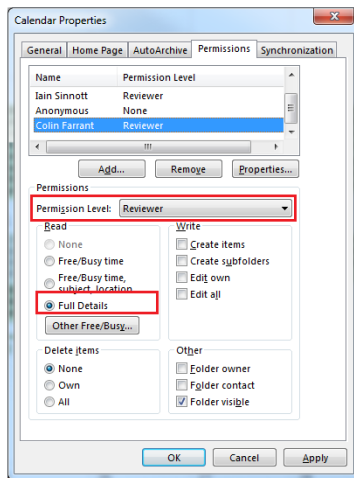 Calendar Properties
General Home Page AutoArchive Permissions Synchronization
Name Permission Level
Iain Sinnott Reviewer
Anonymous None
Colin Farrant Reviewer
Add... Remove Properties...
Permissions
Permission Level: Reviewer
Read Write
None Create items
Free/Busy time Create subfolders
Free/Busy time, Edit own
subject, location Edit all
Full Details
Other Free/Busy...
Delete items Other
None Folder owner
Own Folder contact
All Folder visible
OK Cancel Apply